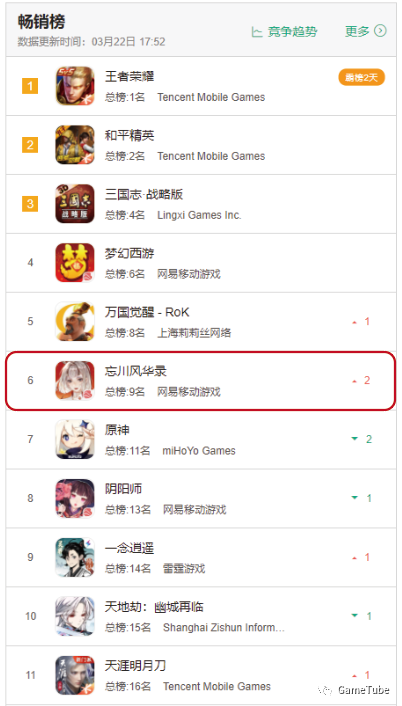 畅销榜
竞争趋势 更多
数据更新时间：03月22日 17:52
1 王者荣耀
霸榜2天
总榜:1名 Tencent Mobile Games
2 和平精英
总榜:2名 Tencent Mobile Games
3 三国志·战略版
总榜:4名 Lingxi Games Inc.
4 梦幻西游
总榜:6名 网易移动游戏
5 万国觉醒 - RoK
1
总榜:8名 上海莉莉丝网络
6 忘川风华录
2
总榜:9名 网易移动游戏
7 原神
2
总榜:11名 miHoYo Games
8 阴阳师
1
总榜:13名 网易移动游戏
9 一念逍遥
1
总榜:14名 雷霆游戏
10 天地劫：幽城再临
1
总榜:15名 Shanghai Zishun Inform…
11 天涯明月刀
1
总榜:16名 Tencent Mobile Games
GameTube